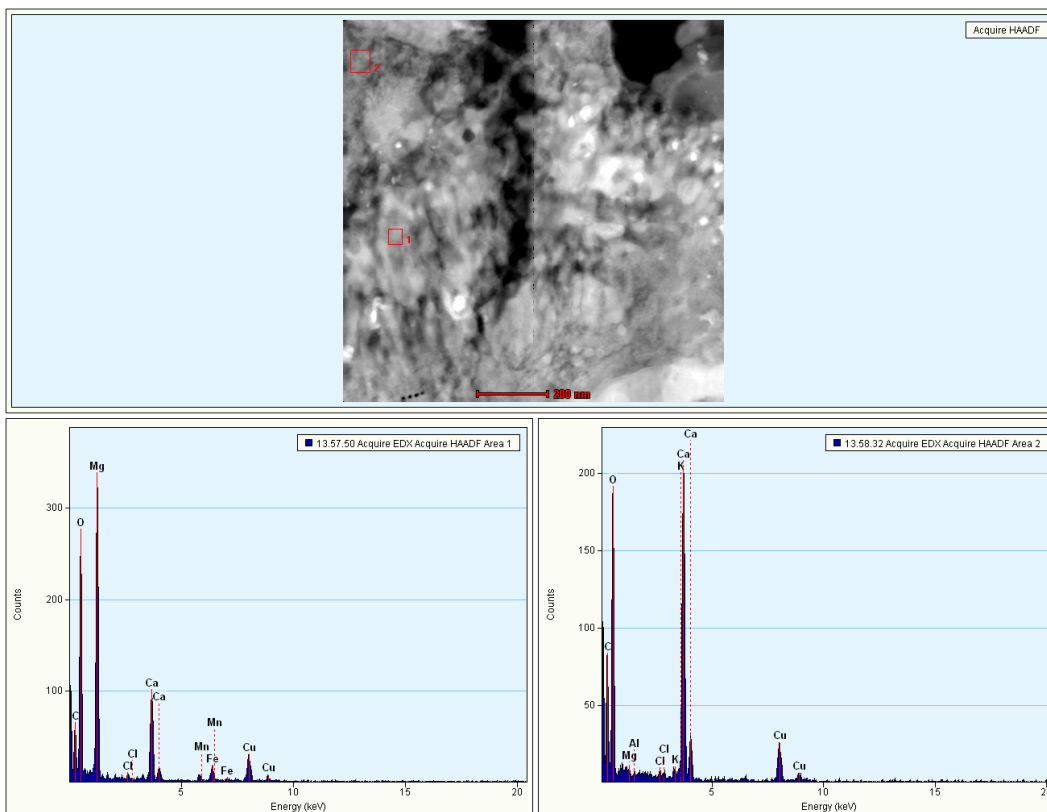 Acquire HAADF
2
1
200 nm
13.57.50 Acquire EDX Acquire HAADF Area 1
Mg
O
C
Cl
Cl
Ca
Ca
Mn
Mn
Fe
Fe
Cu
Cu
300
200
100
Counts
5
10
15
20
Energy (keV)
13.58.32 Acquire EDX Acquire HAADF Area 2
Ca
Ca
K
O
C
Mg
Al
Cl
Cl
K
Cu
Cu
200
150
100
50
Counts
5
10
15
20
Energy (keV)